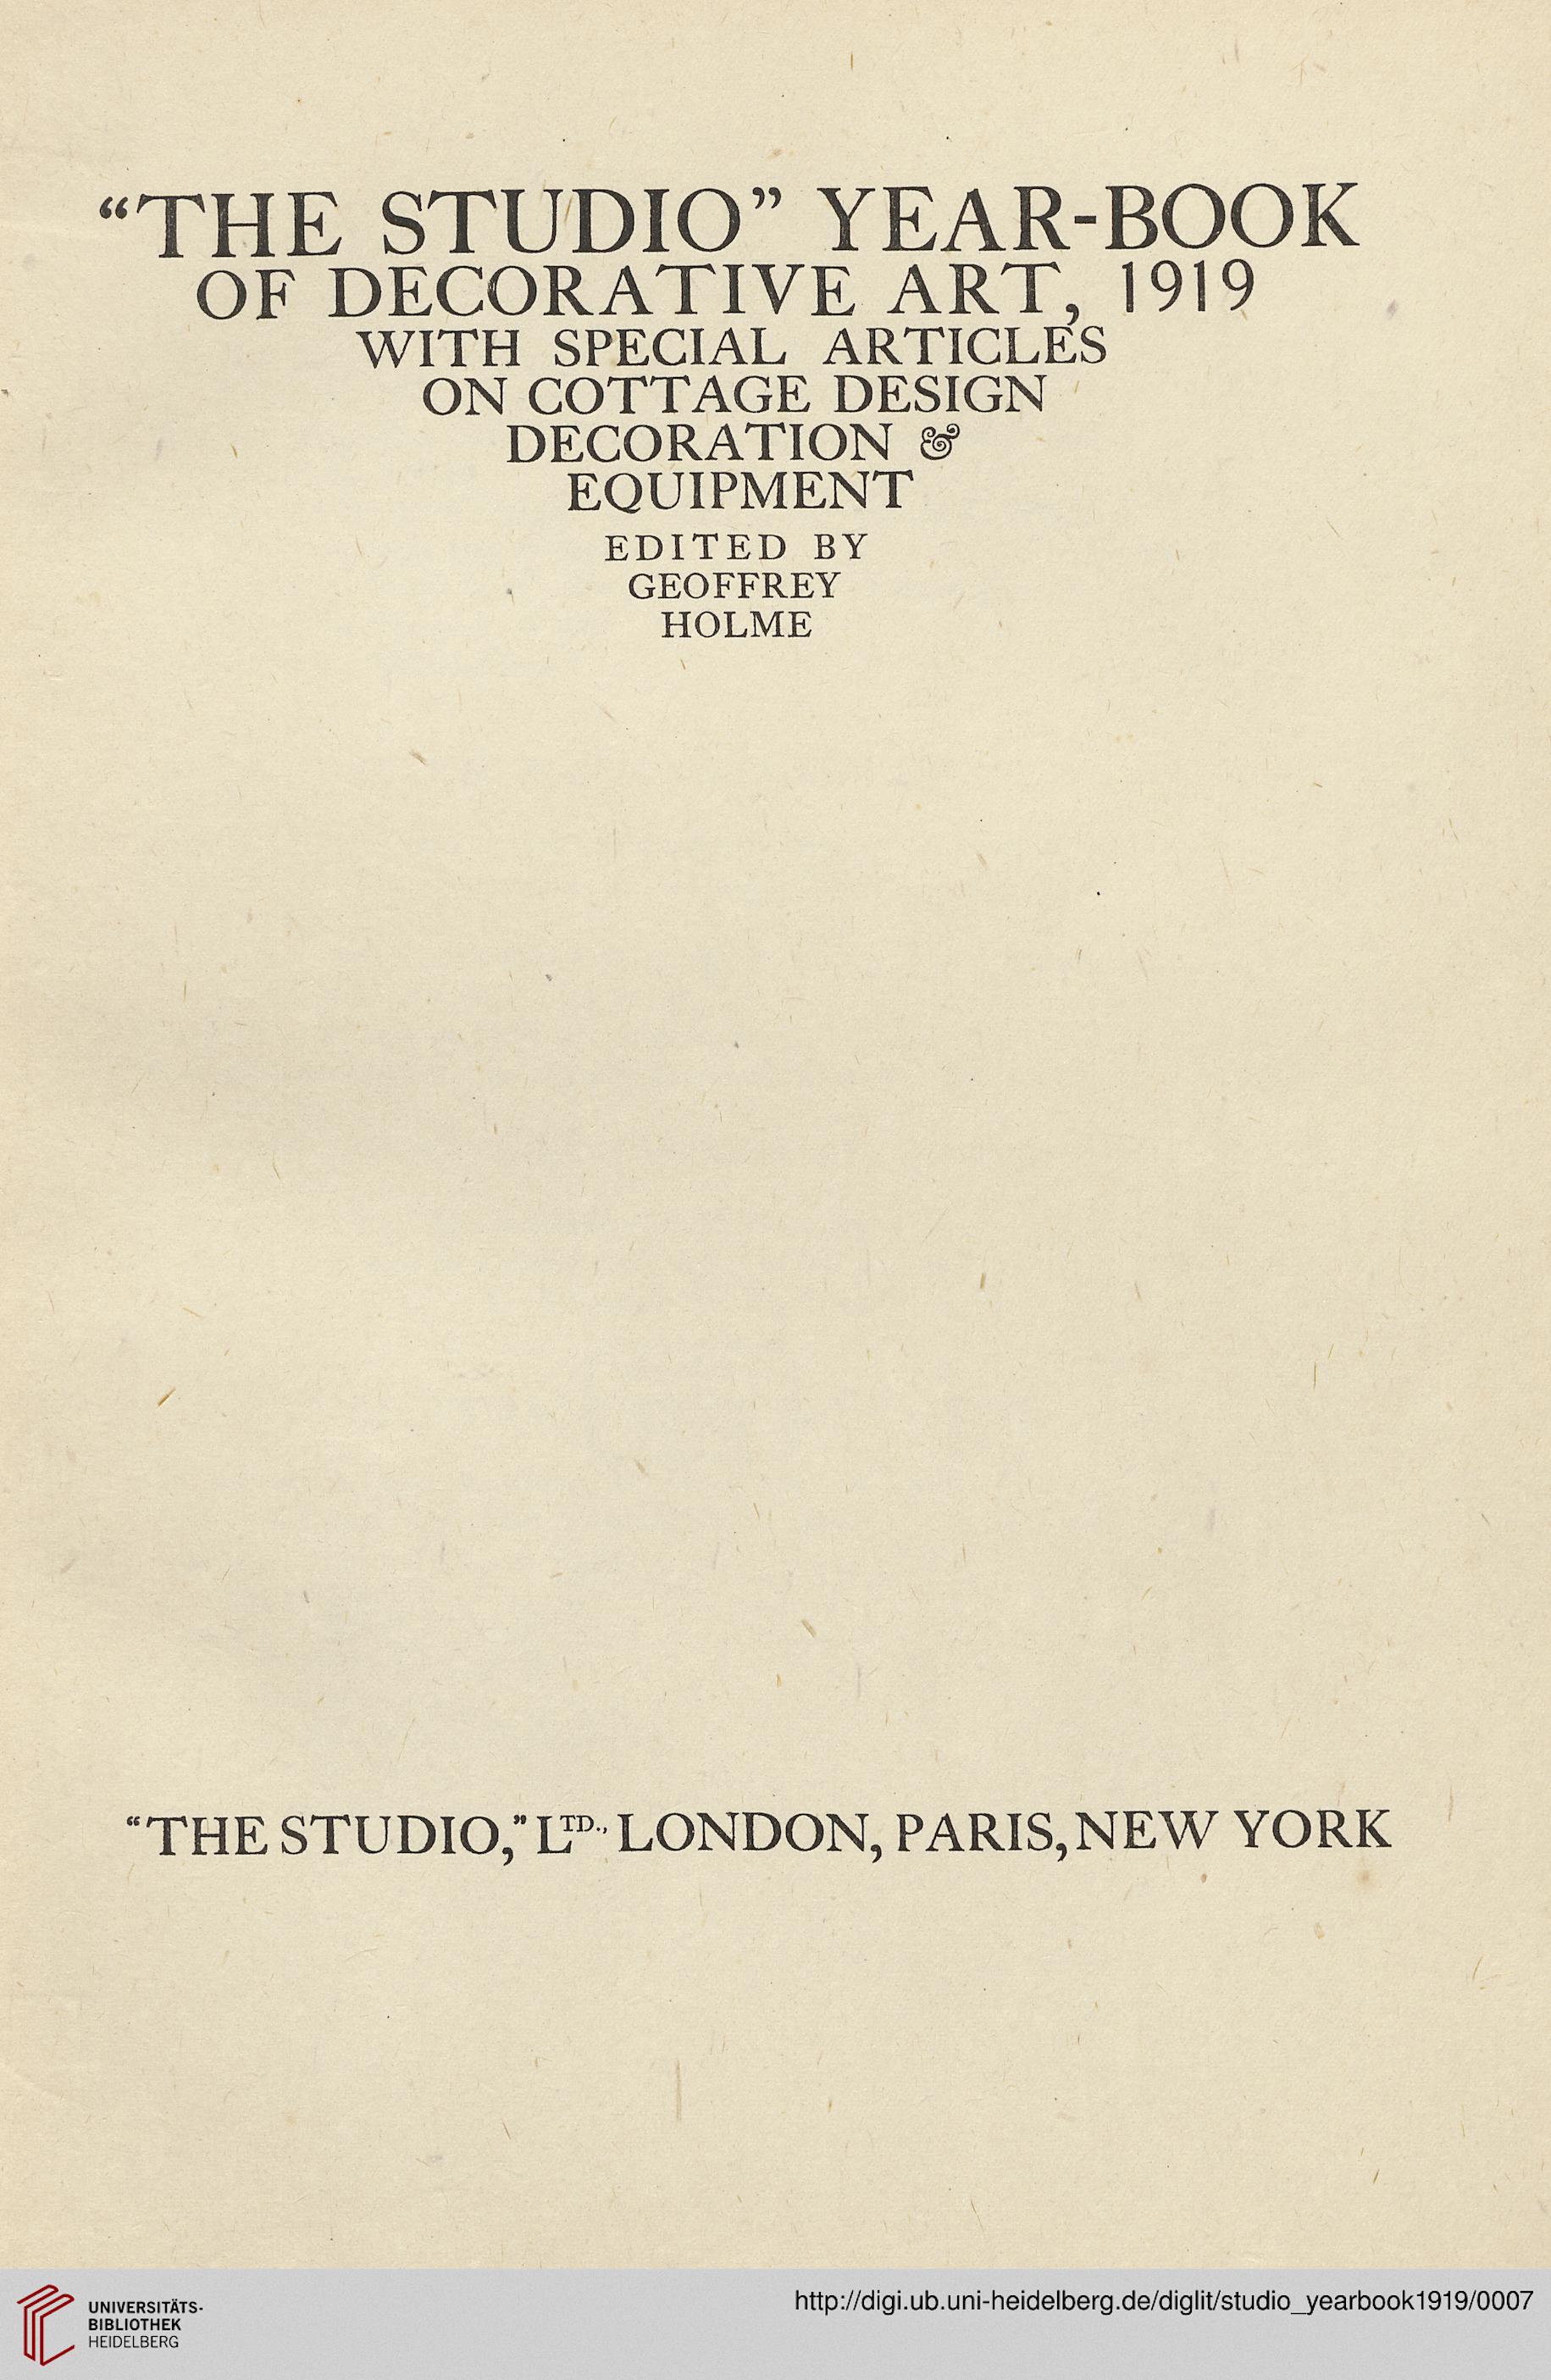 “THE STUDIO” YEAR-BOOK
OF DECORATIVE ART, 1919
WITH SPECIAL ARTICLES
ON COTTAGE DESIGN
DECORATION &
EQUIPMENT
EDITED BY
GEOFFREY
HOLME
“THE STUDIO,” LTD., LONDON, PARIS, NEW YORK
UNIVERSITÄTS-
BIBLIOTHEK
HEIDELBERG
http://digi.ub.uni-heidelberg.de/diglit/studio_yearbook1919/0007